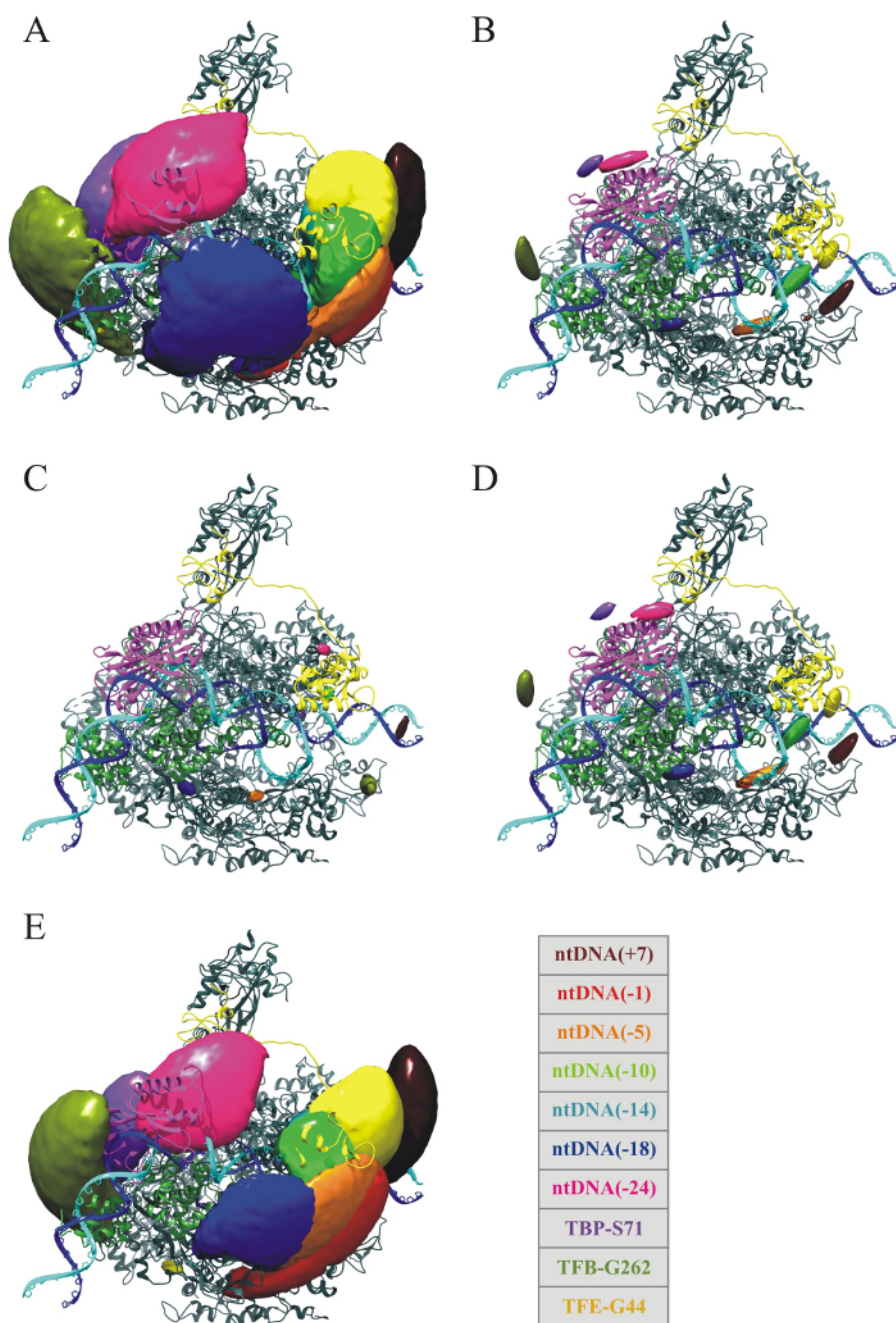 A
B
C
D
E
ntDNA(+7)
ntDNA(-1)
ntDNA(-5)
ntDNA(-10)
ntDNA(-14)
ntDNA(-18)
ntDNA(-24)
TBP-S71
TFB-G262
TFE-G44